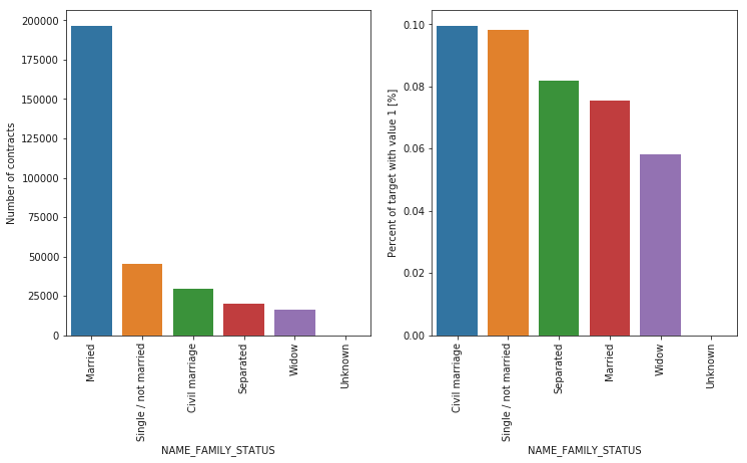 Number of contracts
200000
175000
150000
125000
100000
75000
50000
25000
0
Married
Single / not married
Civil marriage
Separated
Widow
Unknown
NAME_FAMILY_STATUS
Percent of target with value 1 [%]
0.10
0.08
0.06
0.04
0.02
0.00
Civil marriage
Single / not married
Separated
Married
Widow
Unknown
NAME_FAMILY_STATUS